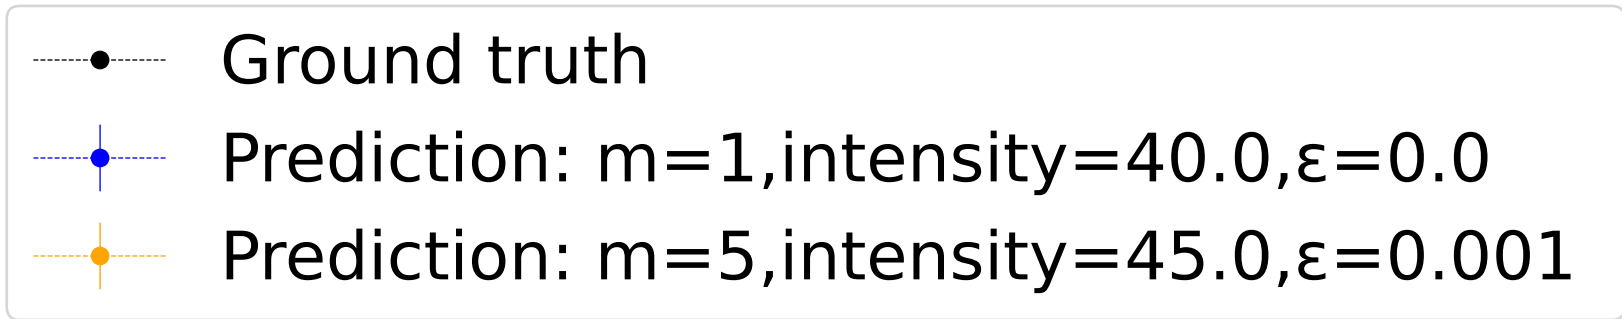 Ground truth
Prediction: m=1,intensity=40.0,ε=0.0
Prediction: m=5,intensity=45.0,ε=0.001